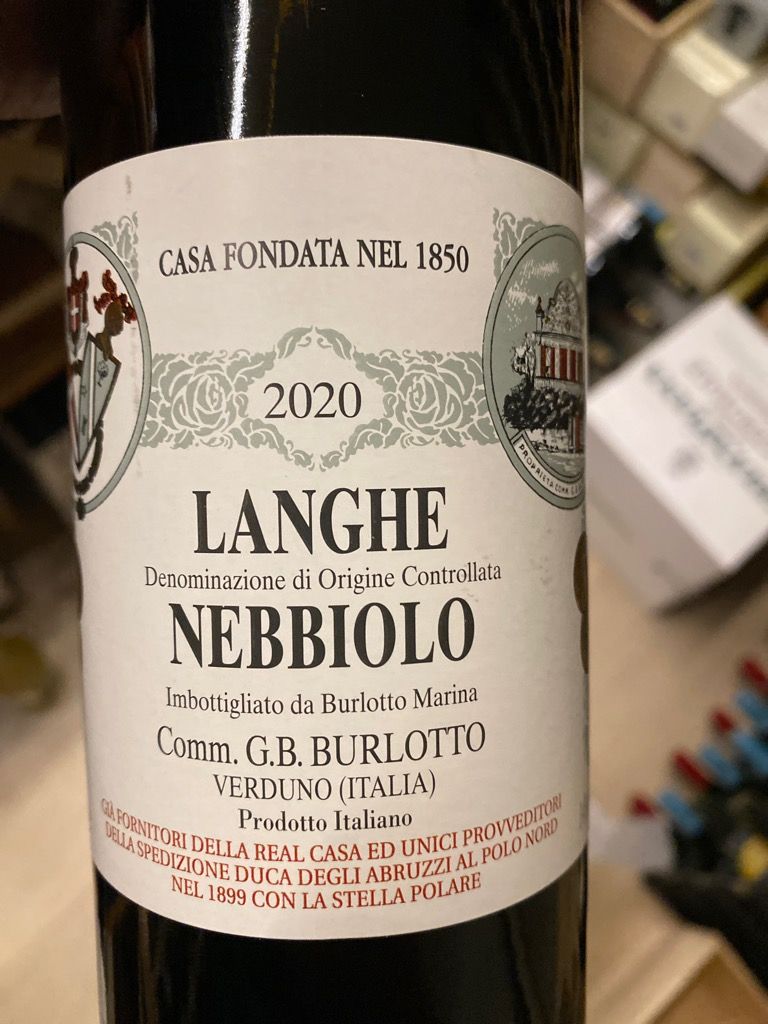 CASA FONDATA NEL 1850
2020
LANGHE
Denominazione di Origine Controllata
NEBBIOLO
Imbottigliato da Burlotto Marina
Comm. G.B. BURLOTTO
VERDUNO (ITALIA)
Prodotto Italiano
GIÀ FORNITORI DELLA REAL CASA ED UNICI PROVVEDITORI
DELLA SPEDIZIONE DUCA DEGLI ABRUZZI AL POLO NORD
NEL 1899 CON LA STELLA POLARE
PROPRIETÀ COMM. G.B.